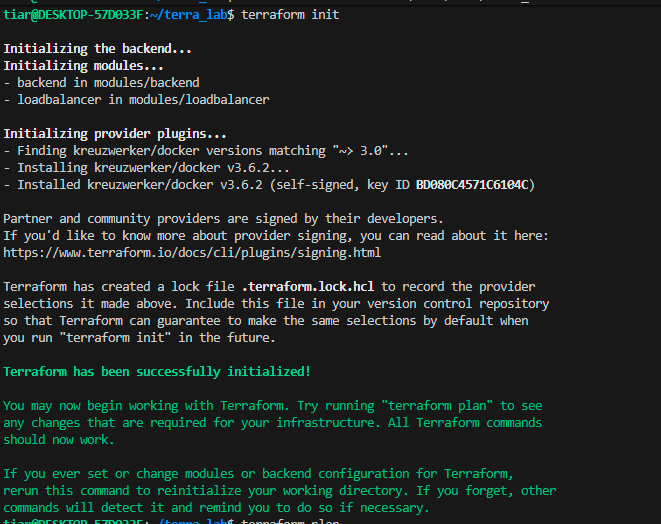 tiar@DESKTOP-57D033F:~/terra_lab$ terraform init
Initializing the backend...
Initializing modules...
- backend in modules/backend
- loadbalancer in modules/loadbalancer
Initializing provider plugins...
- Finding kreuzwerker/docker versions matching "~> 3.0"...
- Installing kreuzwerker/docker v3.6.2...
- Installed kreuzwerker/docker v3.6.2 (self-signed, key ID BD080C4571C6104C)
Partner and community providers are signed by their developers.
If you'd like to know more about provider signing, you can read about it here:
https://www.terraform.io/docs/cli/plugins/signing.html
Terraform has created a lock file .terraform.lock.hcl to record the provider
selections it made above. Include this file in your version control repository
so that Terraform can guarantee to make the same selections by default when
you run "terraform init" in the future.
Terraform has been successfully initialized!
You may now begin working with Terraform. Try running "terraform plan" to see
any changes that are required for your infrastructure. All Terraform commands
should now work.
If you ever set or change modules or backend configuration for Terraform,
rerun this command to reinitialize your working directory. If you forget, other
commands will detect it and remind you to do so if necessary.
tiar@DESKTOP-57D033F:~/terra_lab$ terraform plan